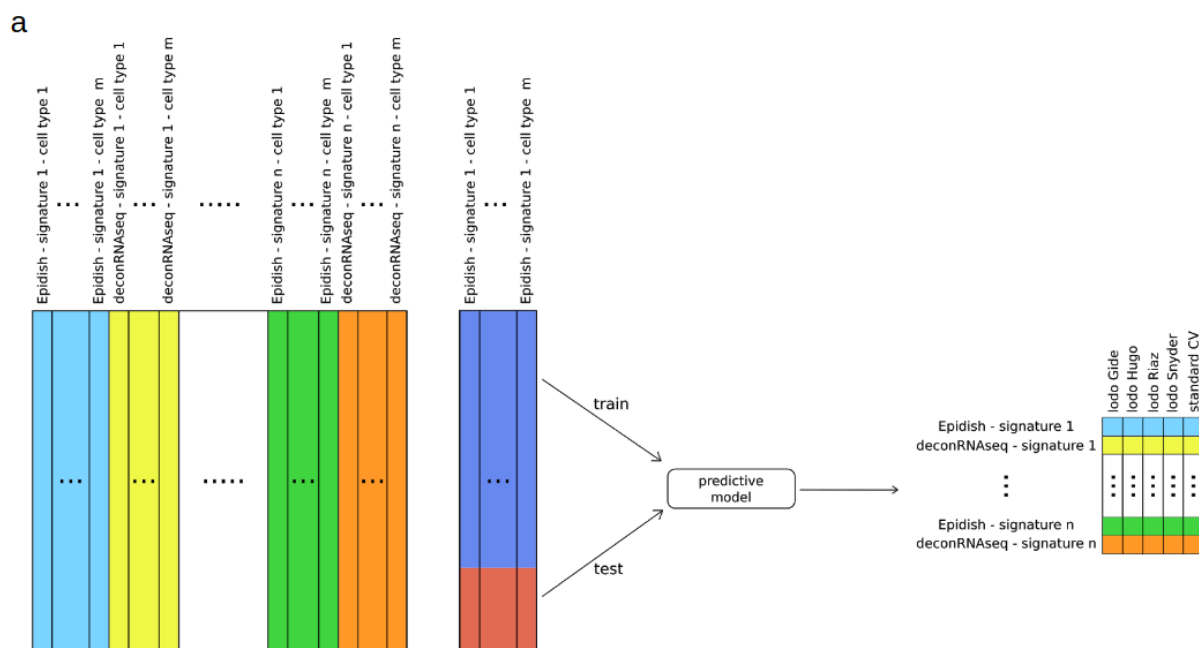 a
Epidish - signature 1 - cell type 1
...
Epidish - signature 1 - cell type m
deconRNAseq - signature 1 - cell type 1
...
deconRNAseq - signature 1 - cell type m
.....
Epidish - signature n - cell type 1
...
Epidish - signature n - cell type m
deconRNAseq - signature n - cell type 1
...
deconRNAseq - signature n - cell type m
Epidish - signature 1 - cell type 1
...
Epidish - signature 1 - cell type m
...
...
.....
...
...
...
train
test
predictive
model
lodo Gide
lodo Hugo
lodo Riaz
lodo Snyder
standard CV
Epidish - signature 1
deconRNAseq - signature 1
...
Epidish - signature n
deconRNAseq - signature n